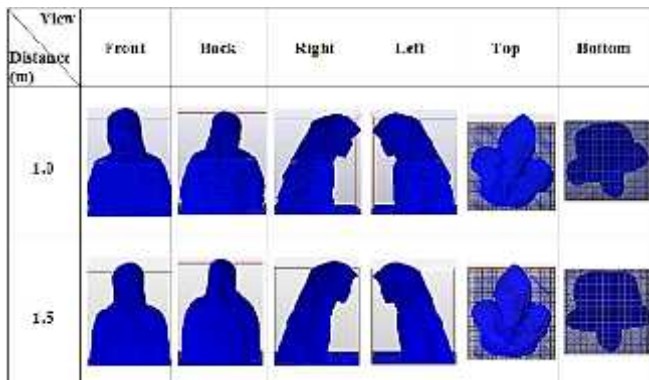 View
Distance (m)
Front
Back
Right
Left
Top
Bottom
1.0
1.5